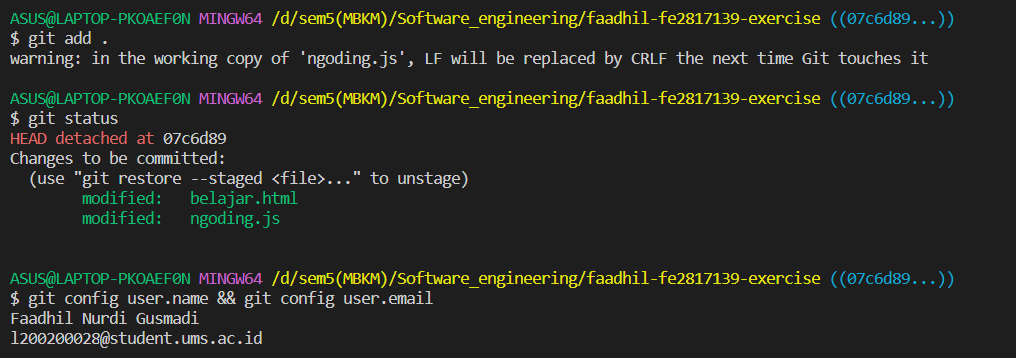 ASUS@LAPTOP-PKOAEF0N MINGW64 /d/sem5(MBKM)/Software_engineering/faadhil-fe2817139-exercise ((07c6d89...))
$ git add .
warning: in the working copy of 'ngoding.js', LF will be replaced by CRLF the next time Git touches it
ASUS@LAPTOP-PKOAEF0N MINGW64 /d/sem5(MBKM)/Software_engineering/faadhil-fe2817139-exercise ((07c6d89...))
$ git status
HEAD detached at 07c6d89
Changes to be committed:
  (use "git restore --staged <file>..." to unstage)
        modified:   belajar.html
        modified:   ngoding.js
ASUS@LAPTOP-PKOAEF0N MINGW64 /d/sem5(MBKM)/Software_engineering/faadhil-fe2817139-exercise ((07c6d89...))
$ git config user.name && git config user.email
Faadhil Nurdi Gusmadi
l200200028@student.ums.ac.id